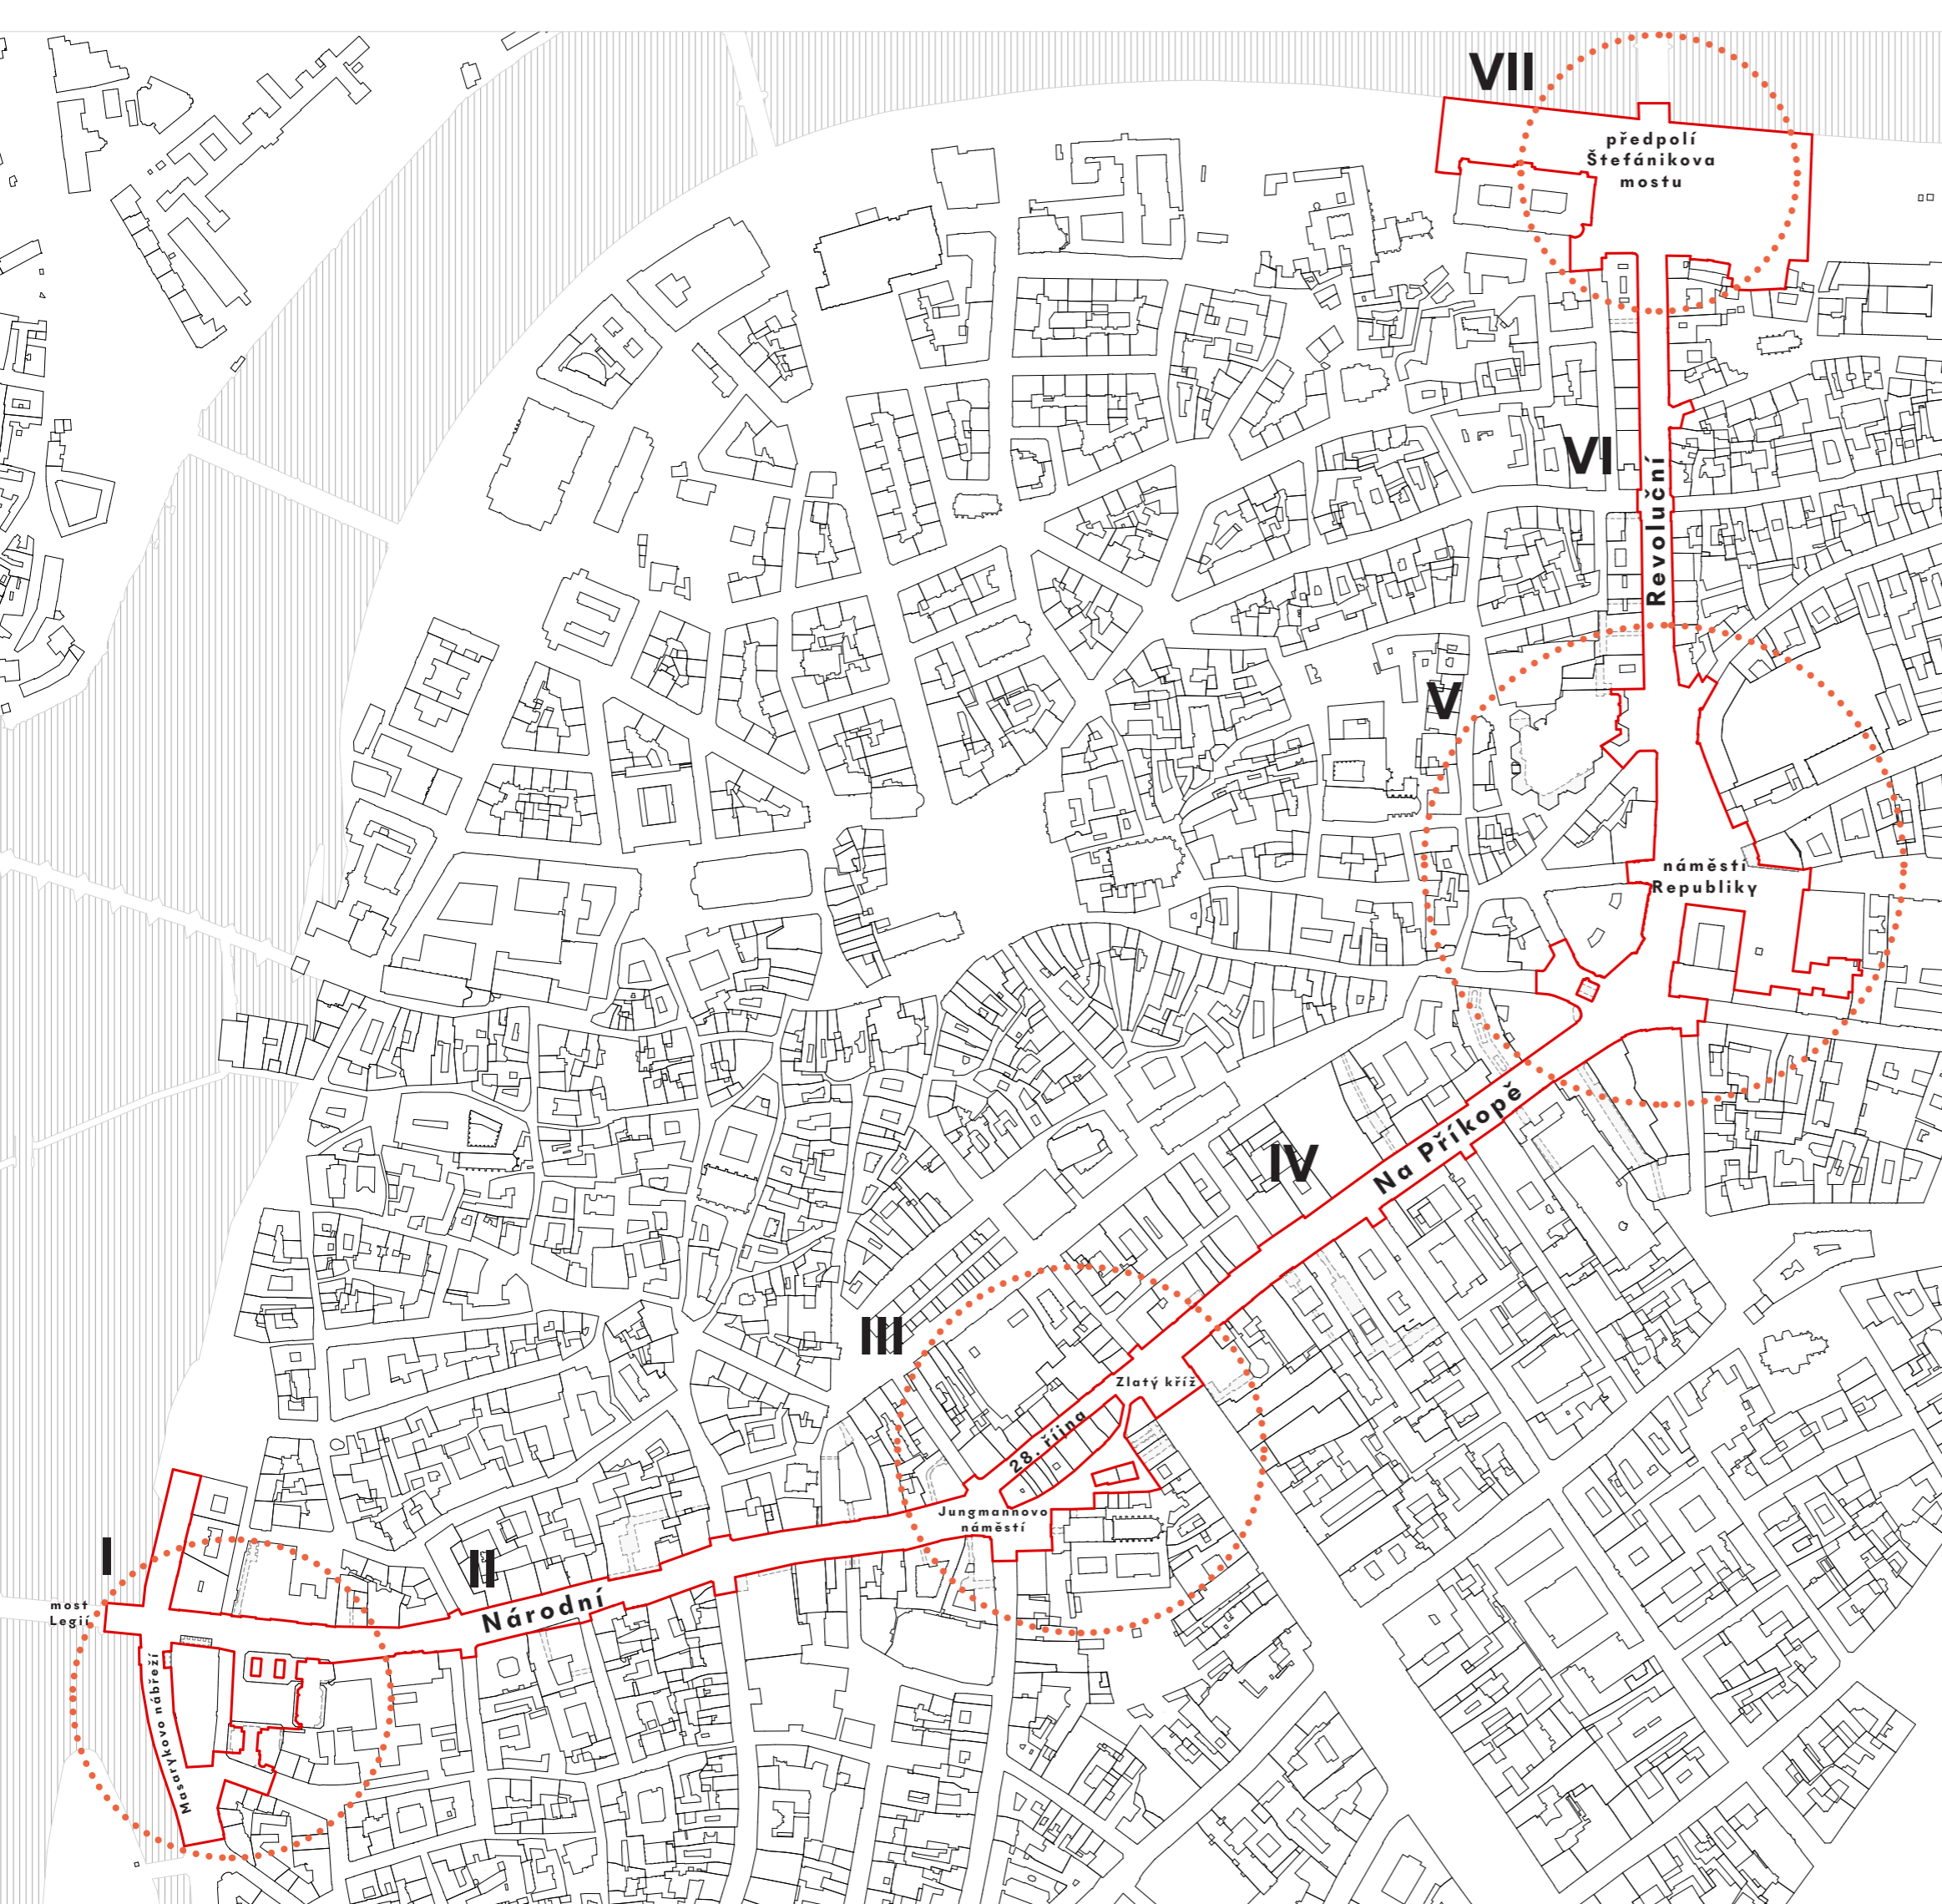 VII
předpolí
Štefánikova
mostu
VI
Revoluční
V
náměstí
Republiky
IV
Na Příkopě
III
Zlatý kříž
28. října
Jungmannovo
náměstí
I
II
Národní
most
Legií
Masarykovo nábřeží